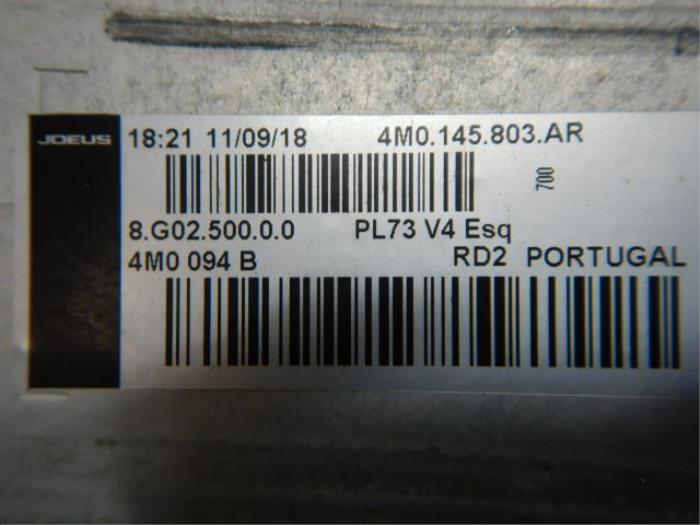 JDEUS
18:21 11/09/18 4M0.145.803.AR
700
8.G02.500.0.0 PL73 V4 Esq
4M0 094 B RD2 PORTUGAL